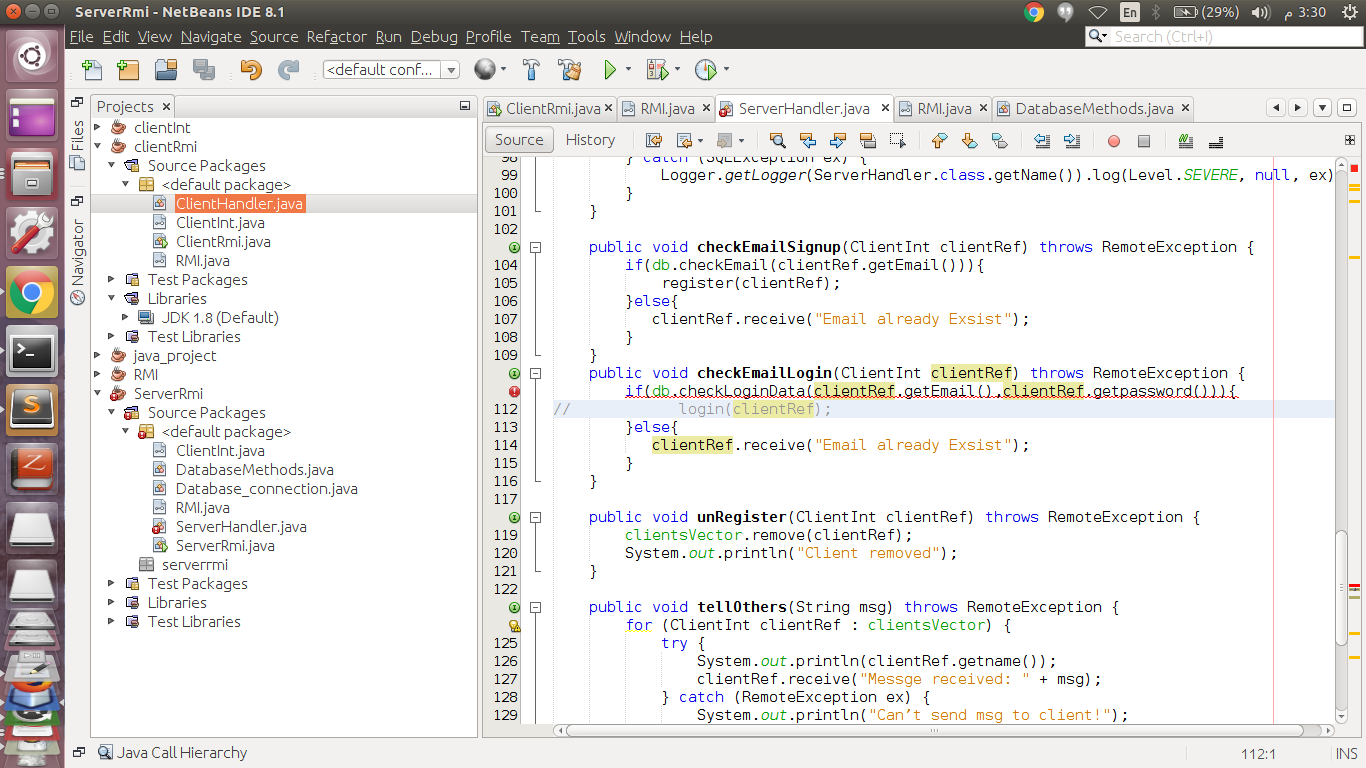 ServerRmi - NetBeans IDE 8.1
En (29%) 3:30 م
File Edit View Navigate Source Refactor Run Debug Profile Team Tools Window Help
Search (Ctrl+I)
<default conf...
Files
Navigator
Projects
clientInt
clientRmi
Source Packages
<default package>
ClientHandler.java
ClientInt.java
ClientRmi.java
RMI.java
Test Packages
Libraries
JDK 1.8 (Default)
Test Libraries
java_project
RMI
ServerRmi
Source Packages
<default package>
ClientInt.java
DatabaseMethods.java
Database_connection.java
RMI.java
ServerHandler.java
ServerRmi.java
serverrmi
Test Packages
Libraries
Test Libraries
ClientRmi.java RMI.java ServerHandler.java RMI.java DatabaseMethods.java
Source History
98 } catch (SQLException ex) {
99 Logger.getLogger(ServerHandler.class.getName()).log(Level.SEVERE, null, ex)
100 }
101 }
102
public void checkEmailSignup(ClientInt clientRef) throws RemoteException {
104 if(db.checkEmail(clientRef.getEmail())){
105 register(clientRef);
106 }else{
107 clientRef.receive("Email already Exsist");
108 }
109 }
public void checkEmailLogin(ClientInt clientRef) throws RemoteException {
if(db.checkLoginData(clientRef.getEmail(),clientRef.getpassword())){
112 // login(clientRef);
113 }else{
114 clientRef.receive("Email already Exsist");
115 }
116 }
117
public void unRegister(ClientInt clientRef) throws RemoteException {
119 clientsVector.remove(clientRef);
120 System.out.println("Client removed");
121 }
122
public void tellOthers(String msg) throws RemoteException {
for (ClientInt clientRef : clientsVector) {
125 try {
126 System.out.println(clientRef.getname());
127 clientRef.receive("Messge received: " + msg);
128 } catch (RemoteException ex) {
129 System.out.println("Can’t send msg to client!");
Java Call Hierarchy
112:1 INS